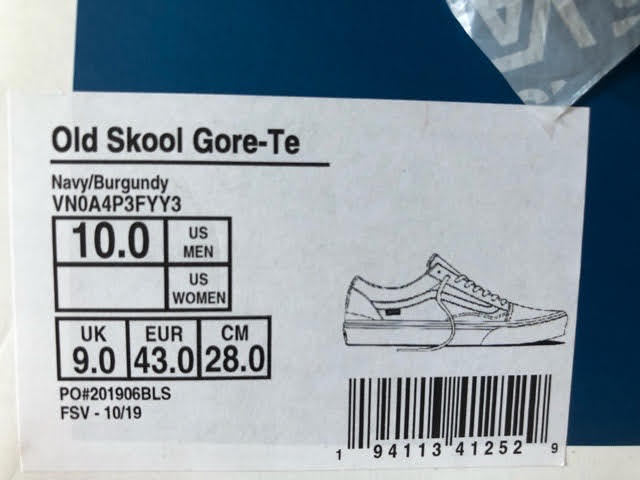 Old Skool Gore-Te
Navy/Burgundy
VN0A4P3FYY3
10.0 US MEN
US WOMEN
UK EUR CM
9.0 43.0 28.0
PO#201906BLS
FSV - 10/19
1 94113 41252 9